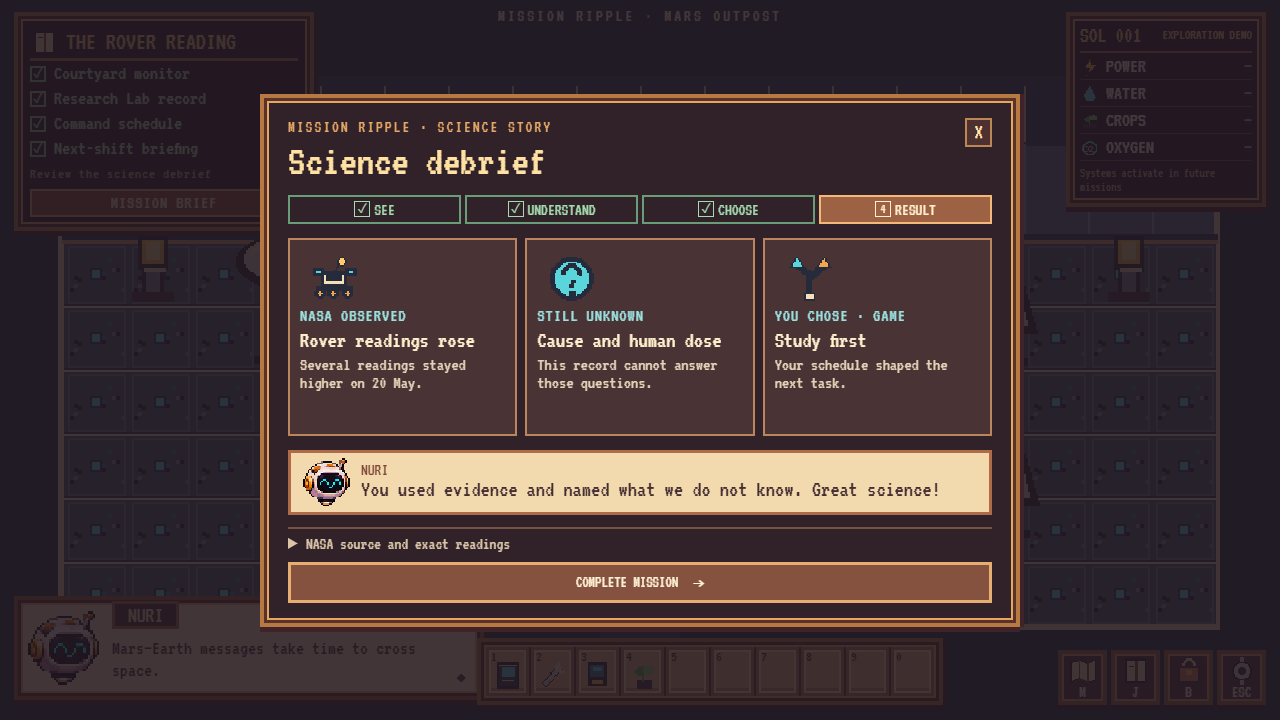 MISSION RIPPLE · MARS OUTPOST
THE ROVER READING
Courtyard monitor
Research Lab record
Command schedule
Next-shift briefing
Review the science debrief
MISSION BRIEF
SOL 001 EXPLORATION DEMO
POWER —
WATER —
CROPS —
OXYGEN —
Systems activate in future
missions
MISSION RIPPLE · SCIENCE STORY
X
Science debrief
SEE
UNDERSTAND
CHOOSE
4 RESULT
NASA OBSERVED
Rover readings rose
Several readings stayed
higher on 20 May.
STILL UNKNOWN
Cause and human dose
This record cannot answer
those questions.
YOU CHOSE · GAME
Study first
Your schedule shaped the
next task.
NURI
You used evidence and named what we do not know. Great science!
NASA source and exact readings
COMPLETE MISSION →
NURI
Mars-Earth messages take time to cross
space.
1 2 3 4 5 6 7 8 9 0
M J B ESC